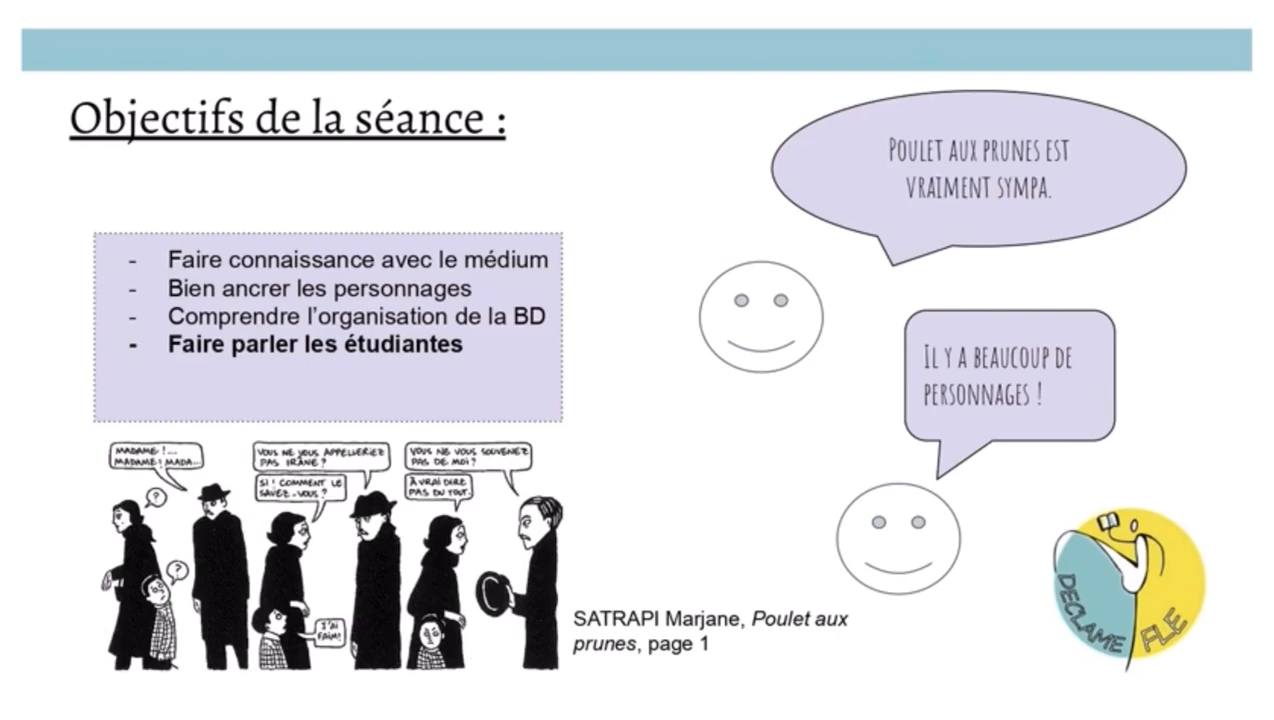 Objectifs de la séance :
- Faire connaissance avec le médium
- Bien ancrer les personnages
- Comprendre l'organisation de la BD
- Faire parler les étudiantes
POULET AUX PRUNES EST
VRAIMENT SYMPA.
IL Y A BEAUCOUP DE
PERSONNAGES !
MADAME !...
MADAME ! MADA...
?
?
VOUS NE VOUS APPELLERIEZ
PAS IRÂNE ?
SI ! COMMENT LE
SAVEZ-VOUS ?
J'AI
FAIM !
VOUS NE VOUS SOUVENEZ
PAS DE MOI ?
À VRAI DIRE
PAS DU TOUT.
SATRAPI Marjane, Poulet aux
prunes, page 1
DECLAME FLE